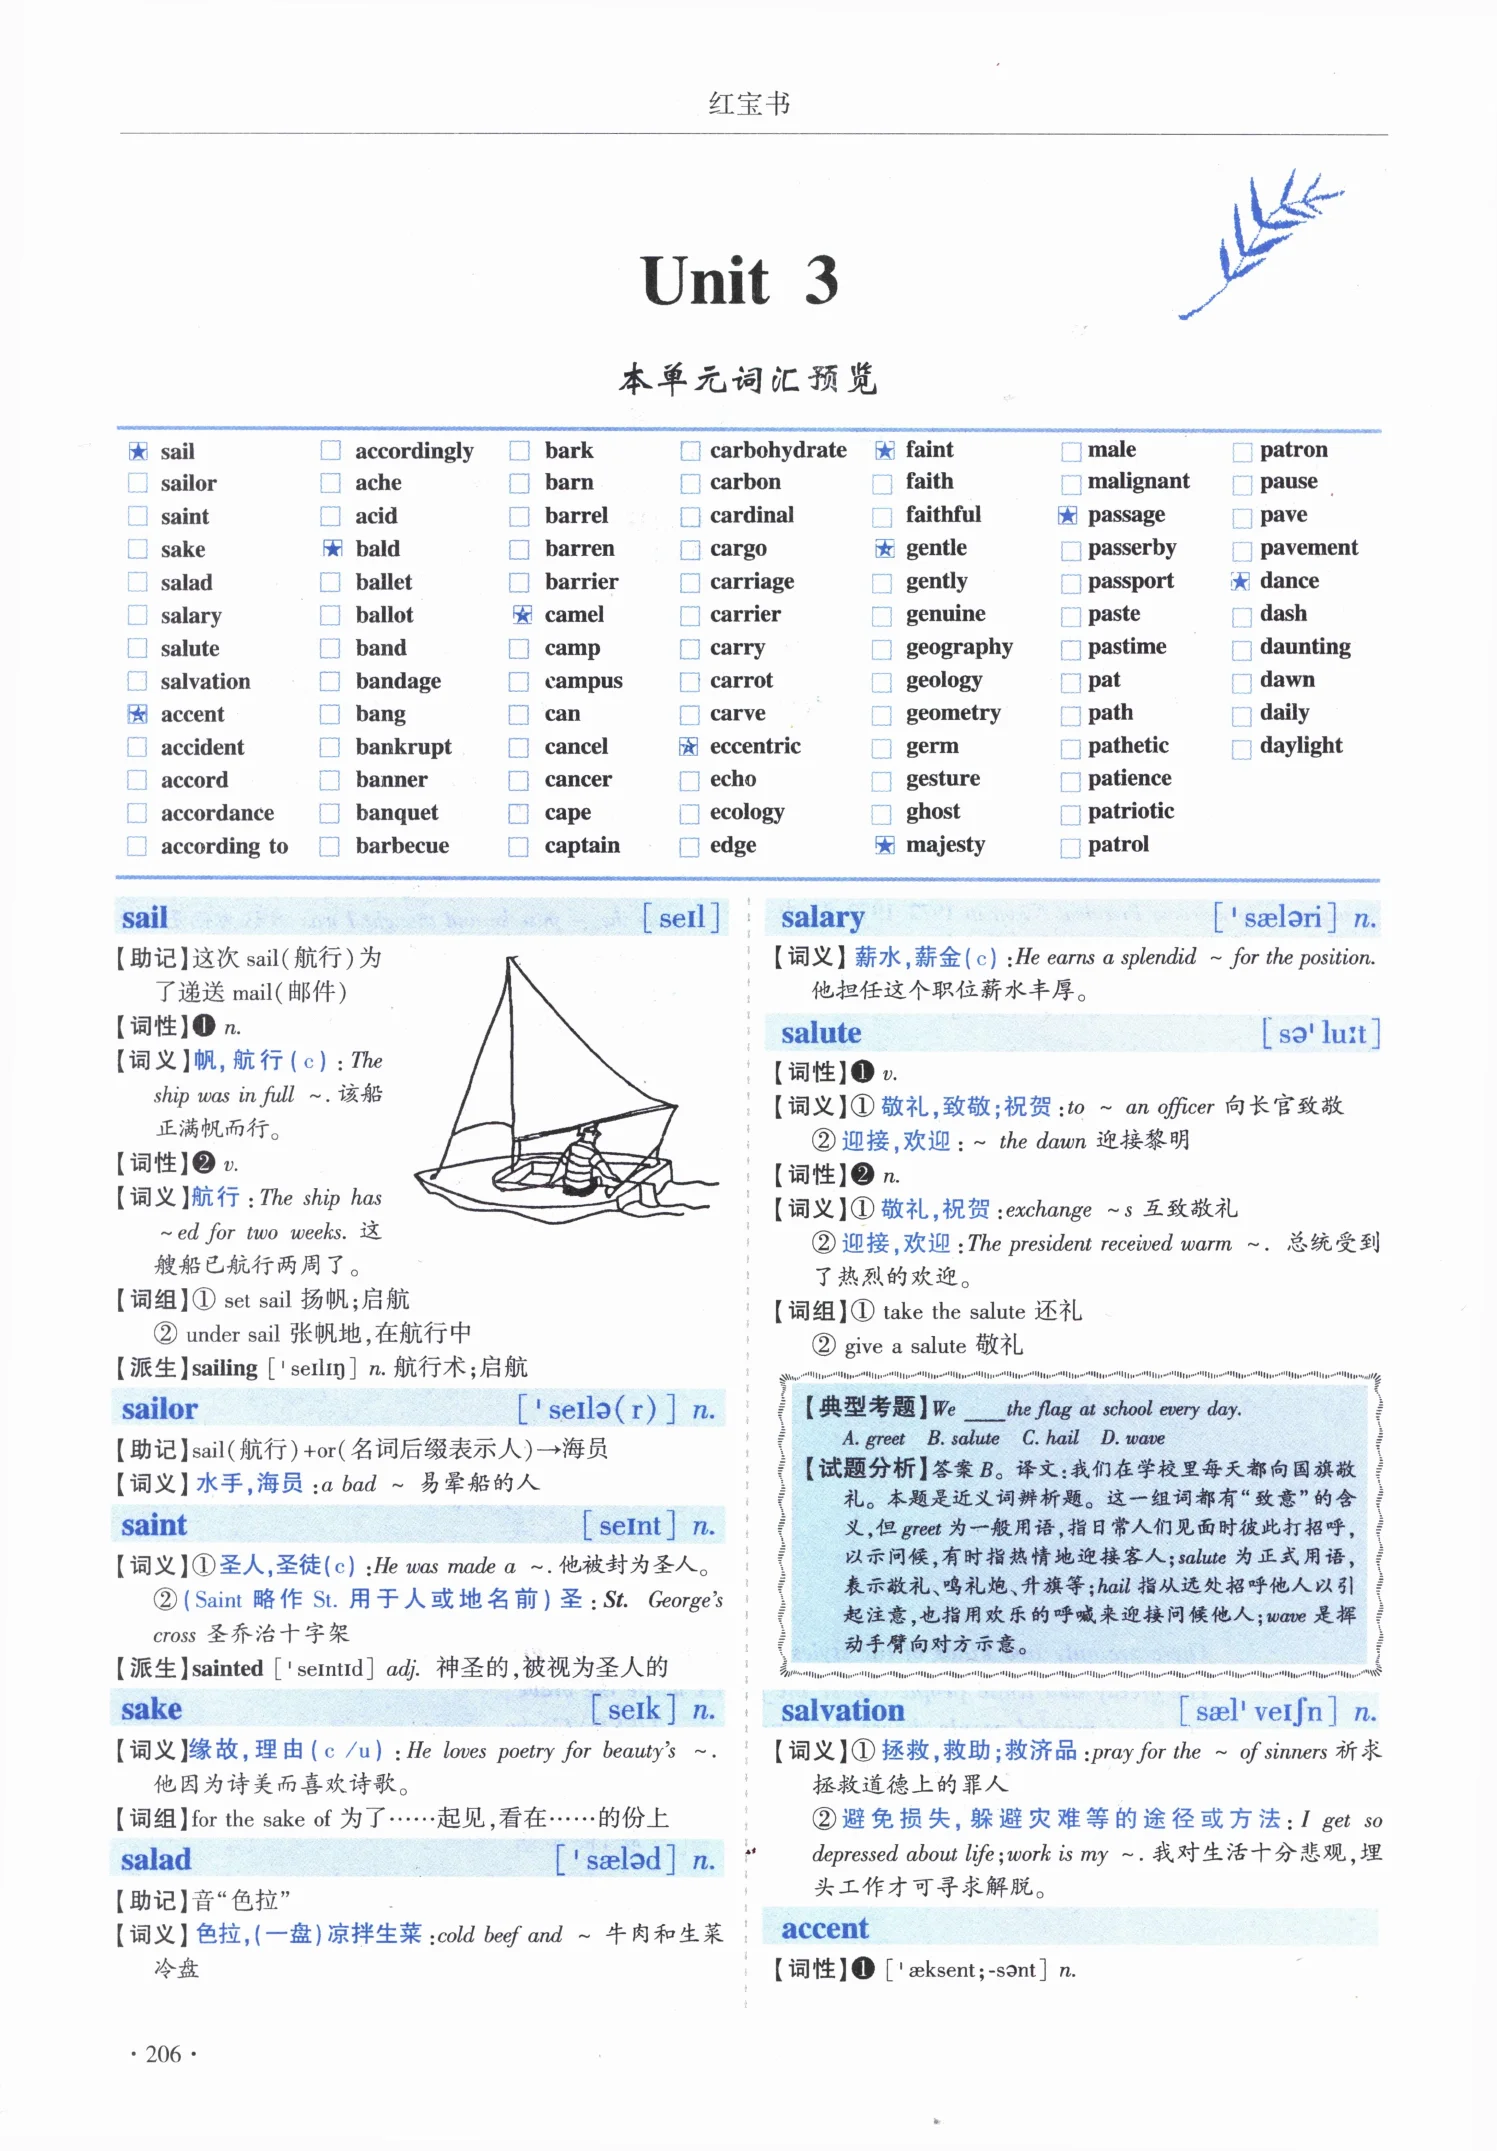 红宝书
Unit 3
本单元词汇预览
★ sail
□ sailor
□ saint
□ sake
□ salad
□ salary
□ salute
□ salvation
★ accent
□ accident
□ accord
□ accordance
□ according to
□ accordingly
□ ache
□ acid
★ bald
□ ballet
□ ballot
□ band
□ bandage
□ bang
□ bankrupt
□ banner
□ banquet
□ barbecue
□ bark
□ barn
□ barrel
□ barren
□ barrier
★ camel
□ camp
□ campus
□ can
□ cancel
□ cancer
□ cape
□ captain
□ carbohydrate
□ carbon
□ cardinal
□ cargo
□ carriage
□ carrier
□ carry
□ carrot
□ carve
★ eccentric
□ echo
□ ecology
□ edge
★ faint
□ faith
□ faithful
★ gentle
□ gently
□ genuine
□ geography
□ geology
□ geometry
□ germ
□ gesture
□ ghost
★ majesty
□ male
□ malignant
★ passage
□ passerby
□ passport
□ paste
□ pastime
□ pat
□ path
□ pathetic
□ patience
□ patriotic
□ patrol
□ patron
□ pause
□ pave
□ pavement
★ dance
□ dash
□ daunting
□ dawn
□ daily
□ daylight
sail [seɪl]
【助记】这次 sail(航行)为
了递送 mail(邮件)
【词性】❶ n.
【词义】帆,航行(c):The
ship was in full ~.该船
正满帆而行。
【词性】❷ v.
【词义】航行:The ship has
~ed for two weeks. 这
艘船已航行两周了。
【词组】① set sail 扬帆;启航
② under sail 张帆地,在航行中
【派生】sailing [ˈseɪlɪŋ] n. 航行术;启航
sailor [ˈseɪlə(r)] n.
【助记】sail(航行)+or(名词后缀表示人)→海员
【词义】水手,海员:a bad ~ 易晕船的人
saint [seɪnt] n.
【词义】①圣人,圣徒(c):He was made a ~.他被封为圣人。
②(Saint 略作 St. 用于人或地名前)圣:St. George's
cross 圣乔治十字架
【派生】sainted [ˈseɪntɪd] adj. 神圣的,被视为圣人的
sake [seɪk] n.
【词义】缘故,理由(c/u):He loves poetry for beauty's ~.
他因为诗美而喜欢诗歌。
【词组】for the sake of 为了……起见,看在……的份上
salad [ˈsæləd] n.
【助记】音“色拉”
【词义】色拉,(一盘)凉拌生菜:cold beef and ~ 牛肉和生菜
冷盘
salary [ˈsæləri] n.
【词义】薪水,薪金(c):He earns a splendid ~ for the position.
他担任这个职位薪水丰厚。
salute [səˈluːt]
【词性】❶ v.
【词义】①敬礼,致敬;祝贺:to ~ an officer 向长官致敬
②迎接,欢迎:~ the dawn 迎接黎明
【词性】❷ n.
【词义】①敬礼,祝贺:exchange ~s 互致敬礼
②迎接,欢迎:The president received warm ~. 总统受到
了热烈的欢迎。
【词组】① take the salute 还礼
② give a salute 敬礼
【典型考题】We ___ the flag at school every day.
A. greet B. salute C. hail D. wave
【试题分析】答案 B。译文:我们在学校里每天都向国旗敬
礼。本题是近义词辨析题。这一组词都有“致意”的含
义,但 greet 为一般用语,指日常人们见面时彼此打招呼,
以示问候,有时指热情地迎接客人;salute 为正式用语,
表示敬礼、鸣礼炮、升旗等;hail 指从远处招呼他人以引
起注意,也指用欢乐的呼喊来迎接问候他人;wave 是挥
动手臂向对方示意。
salvation [sælˈveɪʃn] n.
【词义】①拯救,救助;救济品:pray for the ~ of sinners 祈求
拯救道德上的罪人
②避免损失,躲避灾难等的途径或方法:I get so
depressed about life;work is my ~.我对生活十分悲观,埋
头工作才可寻求解脱。
accent
【词性】❶ [ˈæksent;-sənt] n.
·206·